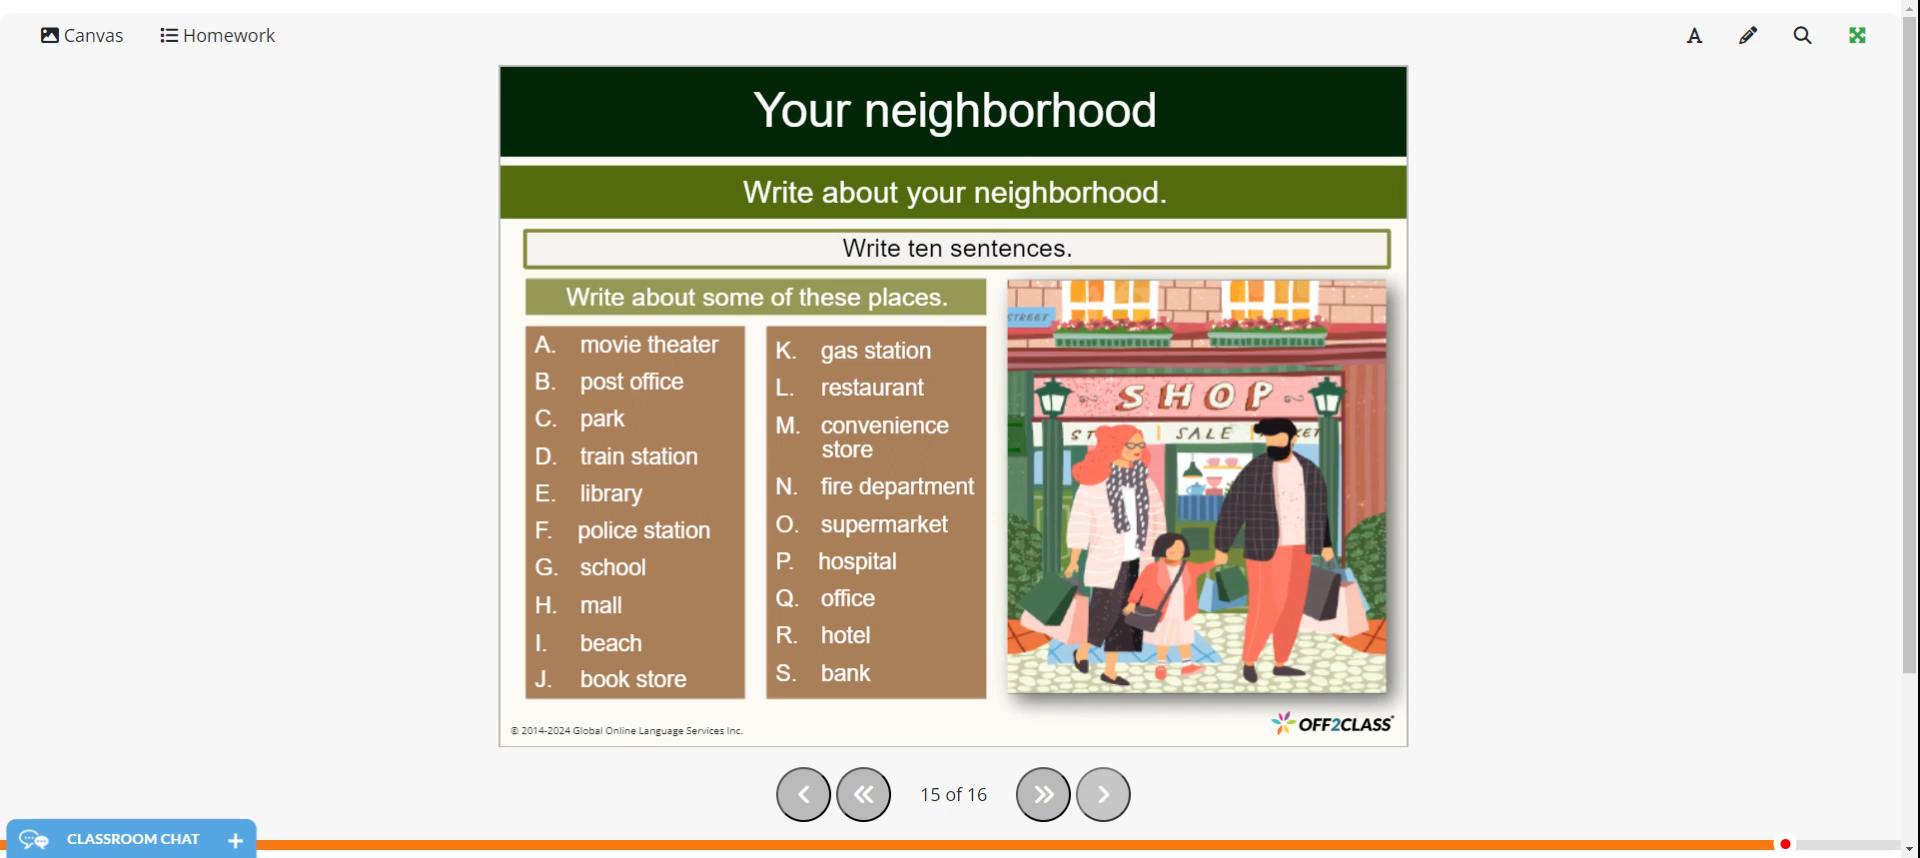 Canvas
Homework
A
Your neighborhood
Write about your neighborhood.
Write ten sentences.
Write about some of these places.
A. movie theater
B. post office
C. park
D. train station
E. library
F. police station
G. school
H. mall
I. beach
J. book store
K. gas station
L. restaurant
M. convenience
store
N. fire department
O. supermarket
P. hospital
Q. office
R. hotel
S. bank
STREET
SHOP
SALE
© 2014-2024 Global Online Language Services Inc.
OFF2CLASS
15 of 16
CLASSROOM CHAT +